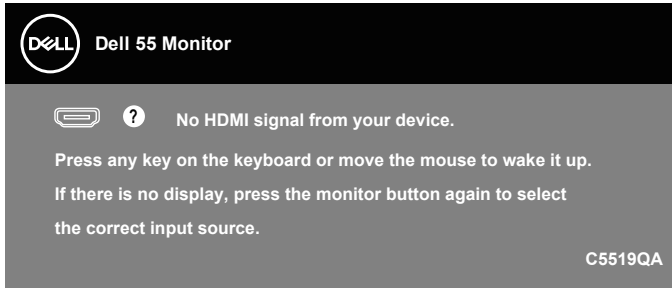 DELL Dell 55 Monitor
? No HDMI signal from your device.
Press any key on the keyboard or move the mouse to wake it up.
If there is no display, press the monitor button again to select
the correct input source.
C5519QA